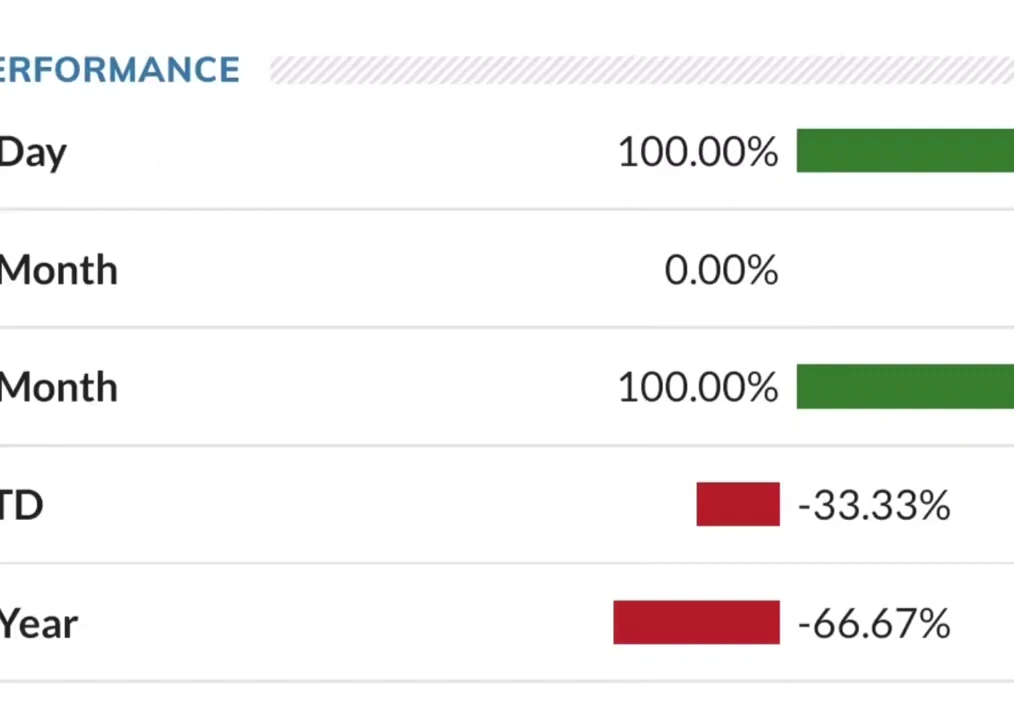 ERFORMANCE
Day 100.00%
Month 0.00%
Month 100.00%
TD -33.33%
Year -66.67%